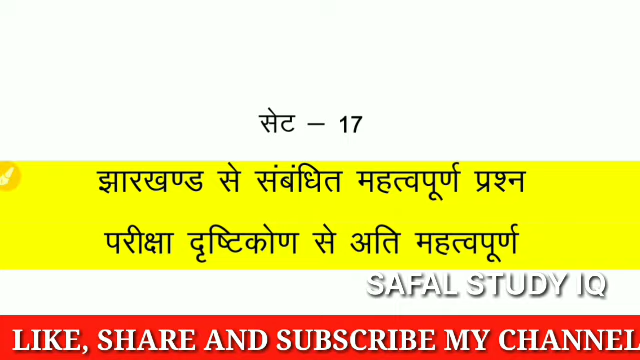 सेट – 17
झारखण्ड से संबंधित महत्वपूर्ण प्रश्न
परीक्षा दृष्टिकोण से अति महत्वपूर्ण
SAFAL STUDY IQ
LIKE, SHARE AND SUBSCRIBE MY CHANNEL